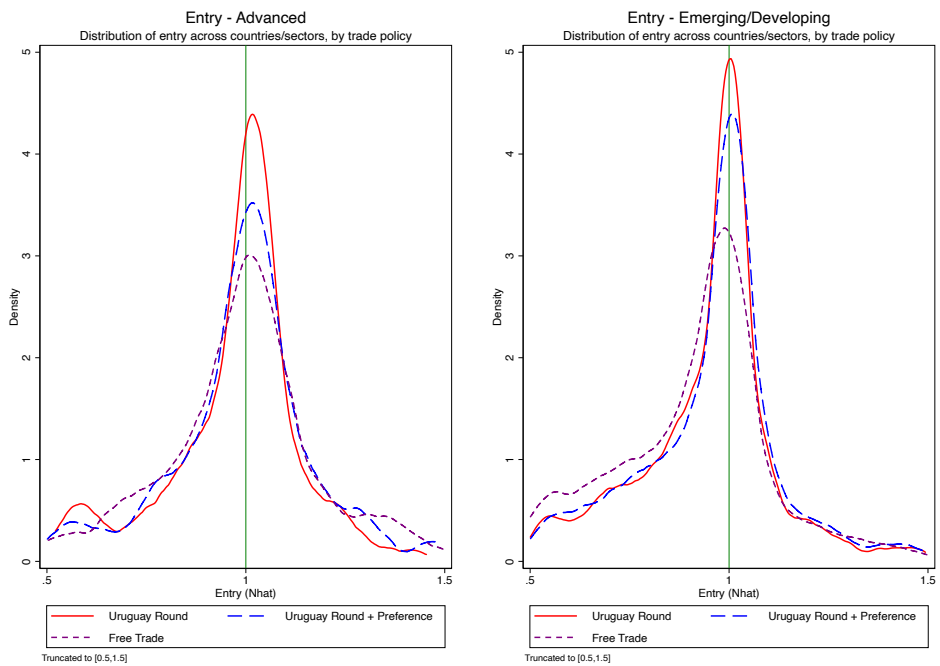 Entry - Advanced
Distribution of entry across countries/sectors, by trade policy
5
4
3
2
1
0
Density
.5
1
1.5
Entry (Nhat)
Uruguay Round
Uruguay Round + Preference
Free Trade
Truncated to [0.5,1.5]
Entry - Emerging/Developing
Distribution of entry across countries/sectors, by trade policy
5
4
3
2
1
0
Density
.5
1
1.5
Entry (Nhat)
Uruguay Round
Uruguay Round + Preference
Free Trade
Truncated to [0.5,1.5]